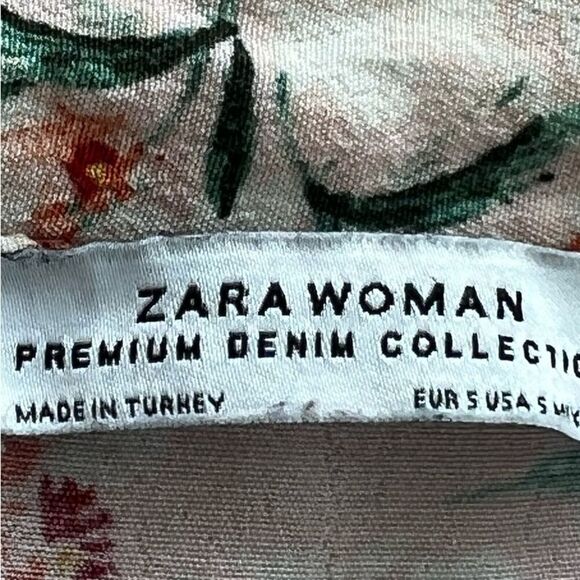 ZARA WOMAN
PREMIUM DENIM COLLECTIO
MADE IN TURKEY EUR S USA S